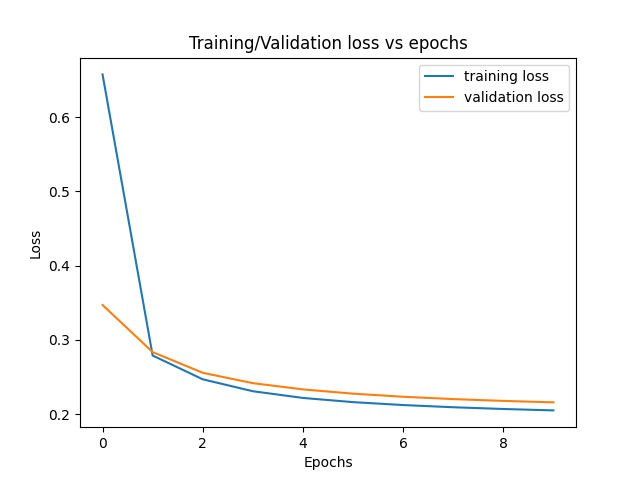 Training/Validation loss vs epochs
training loss
validation loss
0.6
0.5
0.4
0.3
0.2
Loss
0 2 4 6 8
Epochs